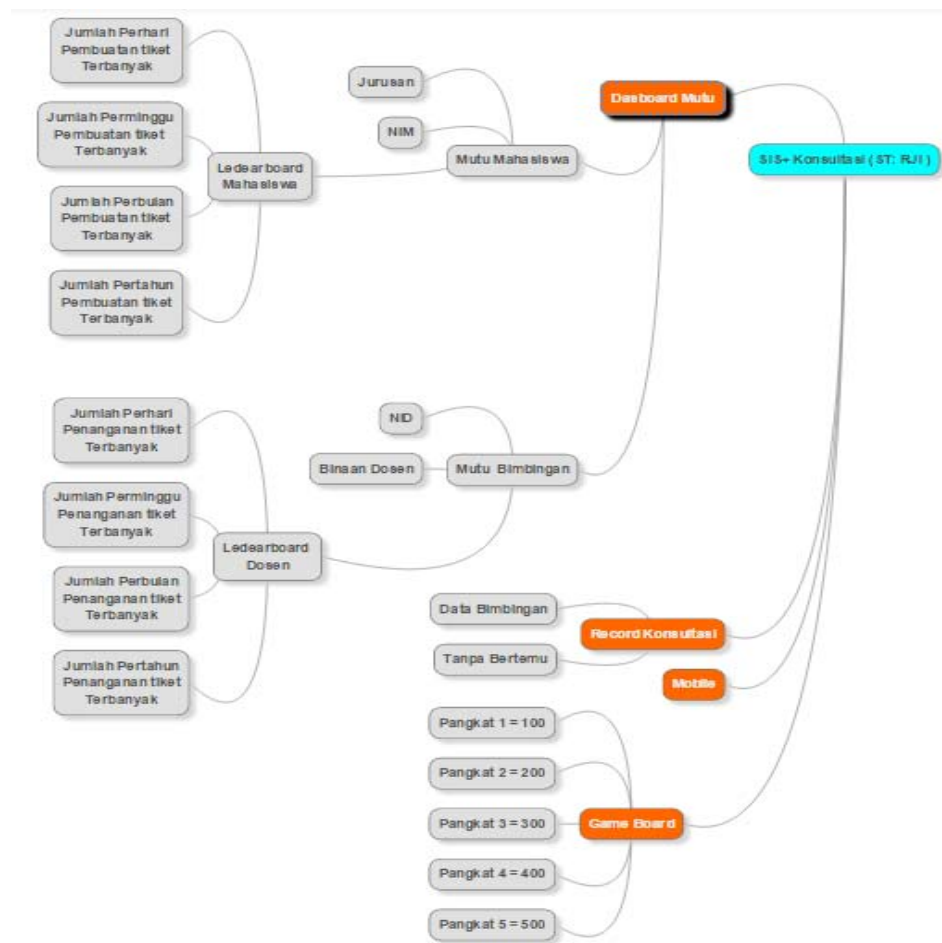 Jumlah Perhari
Pembuatan tiket
Terbanyak
Jumlah Perminggu
Pembuatan tiket
Terbanyak
Jumlah Perbulan
Pembuatan tiket
Terbanyak
Jumlah Pertahun
Pembuatan tiket
Terbanyak
Ledearboard
Mahasiswa
Jurusan
NIM
Mutu Mahasiswa
Dasboard Mutu
SIS+ Konsultasi ( ST: RJI )
Jumlah Perhari
Penanganan tiket
Terbanyak
Jumlah Perminggu
Penanganan tiket
Terbanyak
Jumlah Perbulan
Penanganan tiket
Terbanyak
Jumlah Pertahun
Penanganan tiket
Terbanyak
Ledearboard
Dosen
NID
Binaan Dosen
Mutu Bimbingan
Data Bimbingan
Tanpa Bertemu
Record Konsultasi
Mobile
Pangkat 1 = 100
Pangkat 2 = 200
Pangkat 3 = 300
Pangkat 4 = 400
Pangkat 5 = 500
Game Board